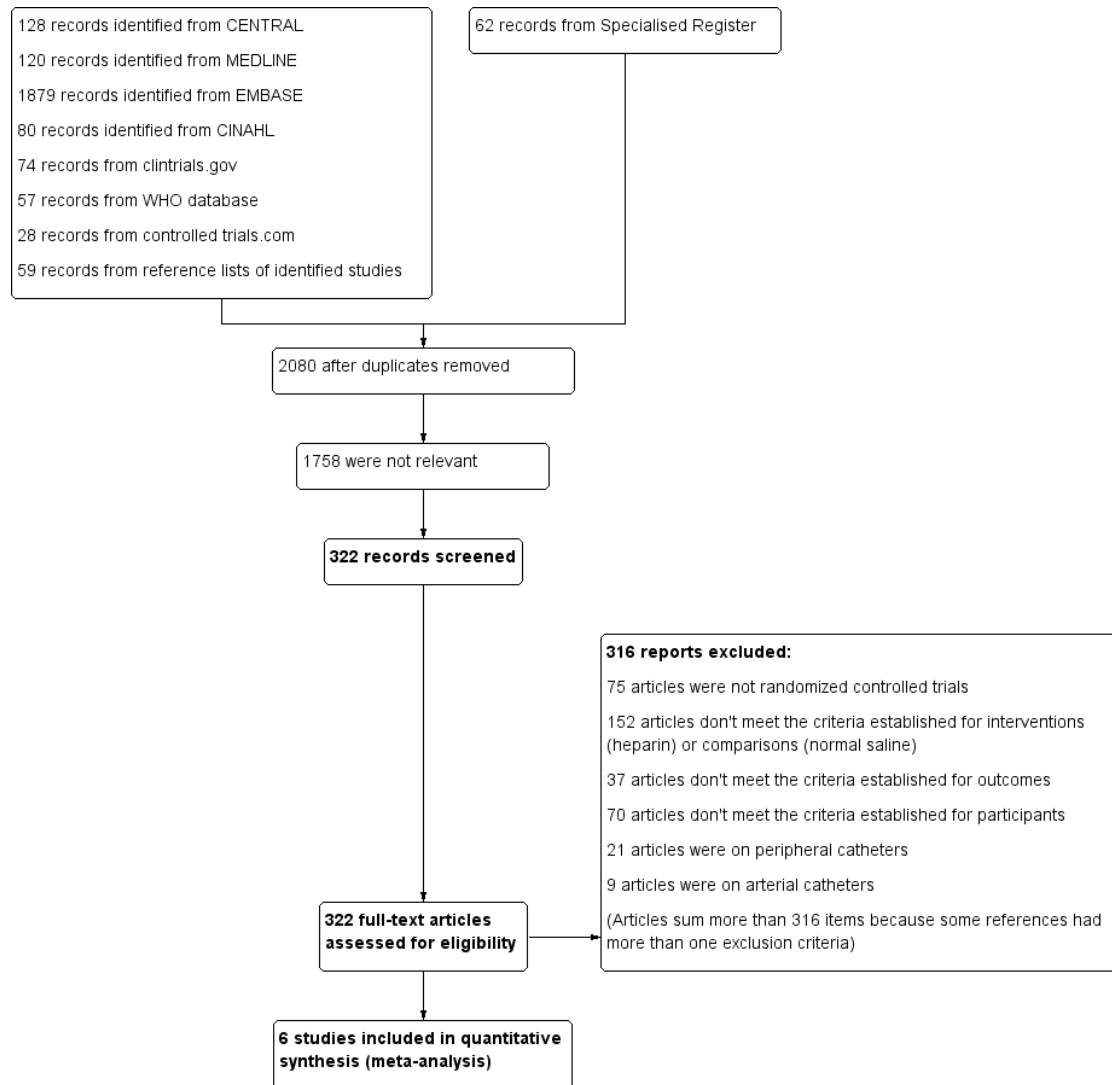 128 records identified from CENTRAL
120 records identified from MEDLINE
1879 records identified from EMBASE
80 records identified from CINAHL
74 records from clintrials.gov
57 records from WHO database
28 records from controlled trials.com
59 records from reference lists of identified studies
62 records from Specialised Register
2080 after duplicates removed
1758 were not relevant
322 records screened
316 reports excluded:
75 articles were not randomized controlled trials
152 articles don't meet the criteria established for interventions
(heparin) or comparisons (normal saline)
37 articles don't meet the criteria established for outcomes
70 articles don't meet the criteria established for participants
21 articles were on peripheral catheters
9 articles were on arterial catheters
(Articles sum more than 316 items because some references had
more than one exclusion criteria)
322 full-text articles
assessed for eligibility
6 studies included in quantitative
synthesis (meta-analysis)